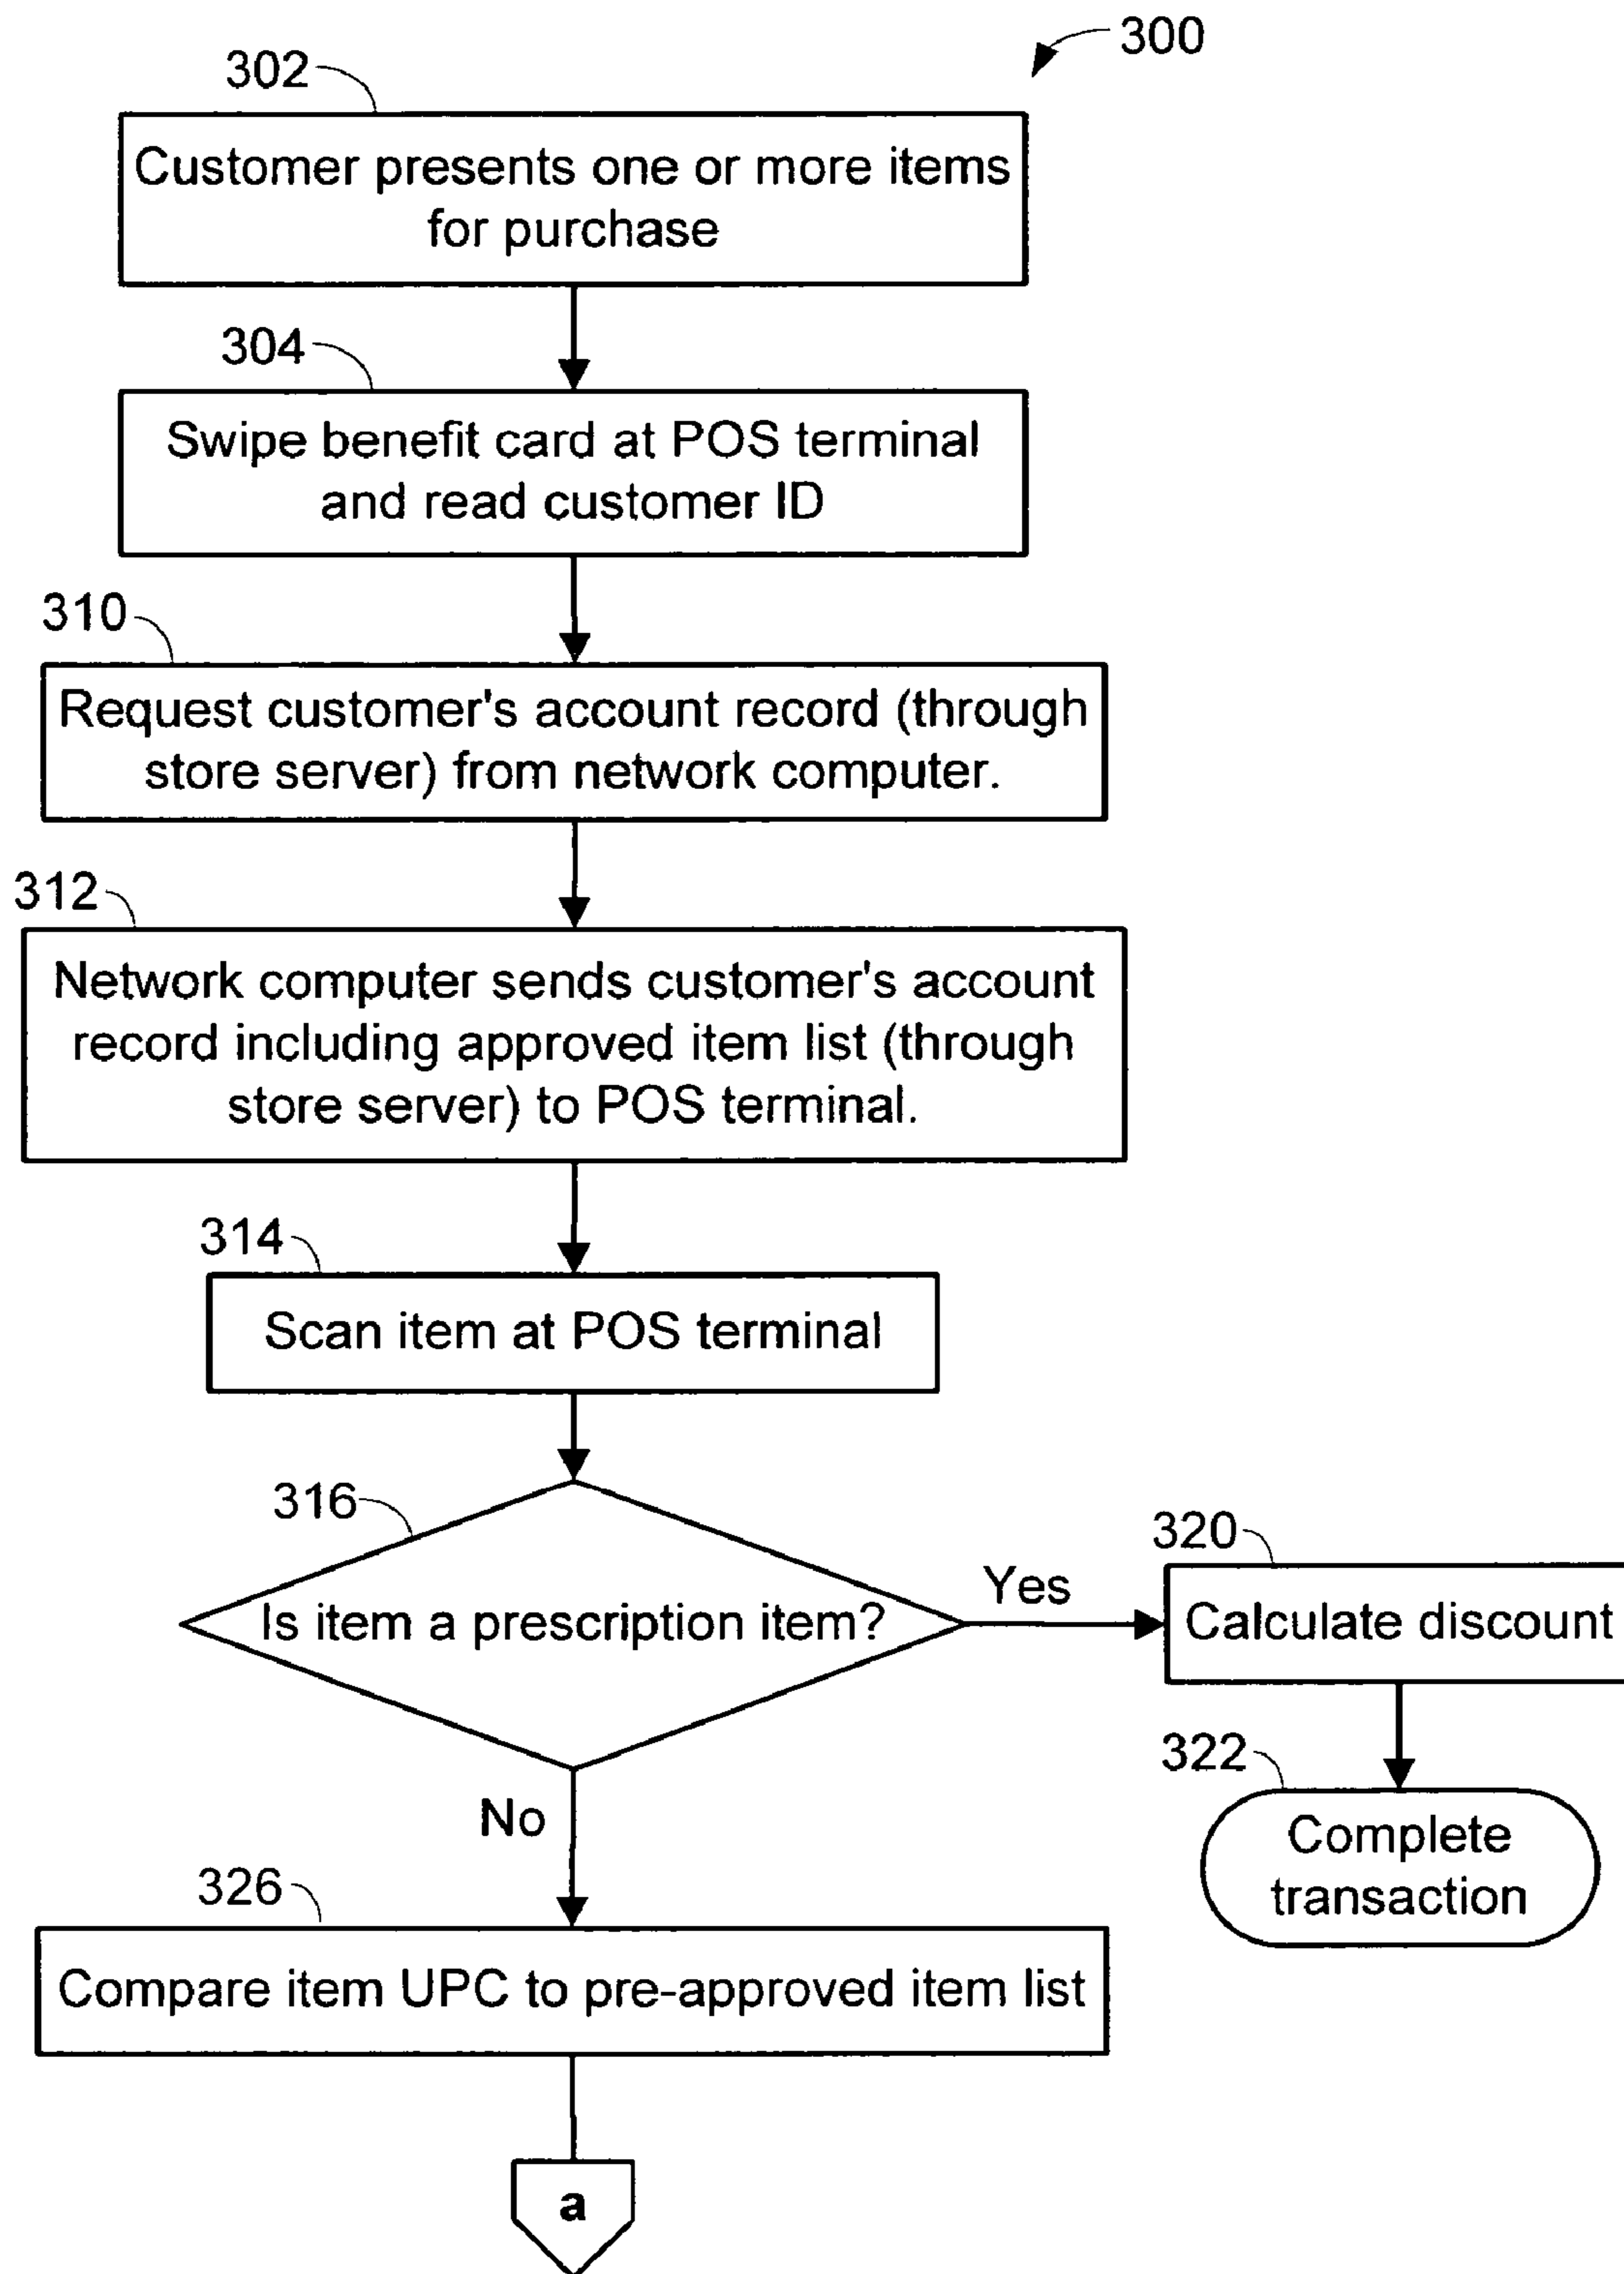 300
302
Customer presents one or more items
for purchase
304
Swipe benefit card at POS terminal
and read customer ID
310
Request customer's account record (through
store server) from network computer.
312
Network computer sends customer's account
record including approved item list (through
store server) to POS terminal.
314
Scan item at POS terminal
316
Is item a prescription item?
Yes
320
Calculate discount
322
Complete
transaction
No
326
Compare item UPC to pre-approved item list
a